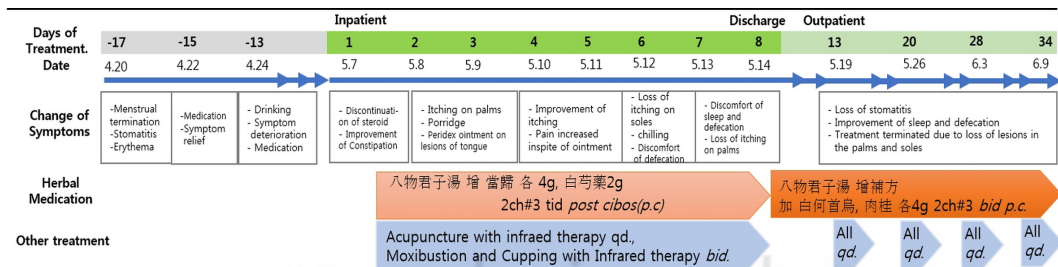 Inpatient Discharge Outpatient
Days of
Treatment.
-17 -15 -13 1 2 3 4 5 6 7 8 13 20 28 34
Date 4.20 4.22 4.24 5.7 5.8 5.9 5.10 5.11 5.12 5.13 5.14 5.19 5.26 6.3 6.9
Change of
Symptoms
-Menstrual
termination
-Stomatitis
-Erythema
-Medication
-Symptom
relief
- Drinking
- Symptom
deterioration
- Medication
- Discontinuati-
on of steroid
- Improvement
of Constipation
- Itching on palms
- Porridge
- Peridex ointment on
lesions of tongue
- Improvement of
itching
- Pain increased
inspite of ointment
- Loss of
itching on
soles
- chilling
- Discomfort
of defecation
- Discomfort of
sleep and
defecation
- Loss of itching
on palms
- Loss of stomatitis
- Improvement of sleep and defecation
- Treatment terminated due to loss of lesions in
the palms and soles
Herbal
Medication
八物君子湯 增 當歸 各 4g, 白芍薬2g
2ch#3 tid post cibos(p.c)
八物君子湯 增補方
加 白何首烏, 肉桂 各4g 2ch#3 bid p.c.
Other treatment
Acupuncture with infraed therapy qd.,
Moxibustion and Cupping with Infrared therapy bid.
All
qd.
All
qd.
All
qd.
All
qd.